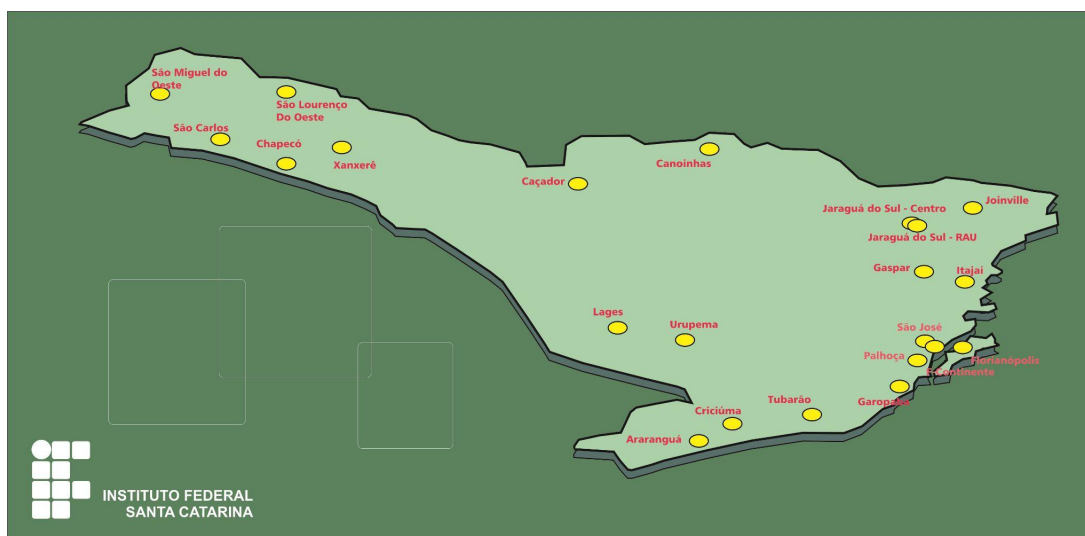 São Miguel do
Oeste
São Lourenço
Do Oeste
São Carlos
Chapecó
Xanxerê
Caçador
Canoinhas
Joinville
Jaraguá do Sul - Centro
Jaraguá do Sul - RAU
Gaspar
Itajaí
Lages
Urupema
São José
Palhoça
Florianópolis
F-Continente
Garopaba
Tubarão
Criciúma
Araranguá
INSTITUTO FEDERAL
SANTA CATARINA